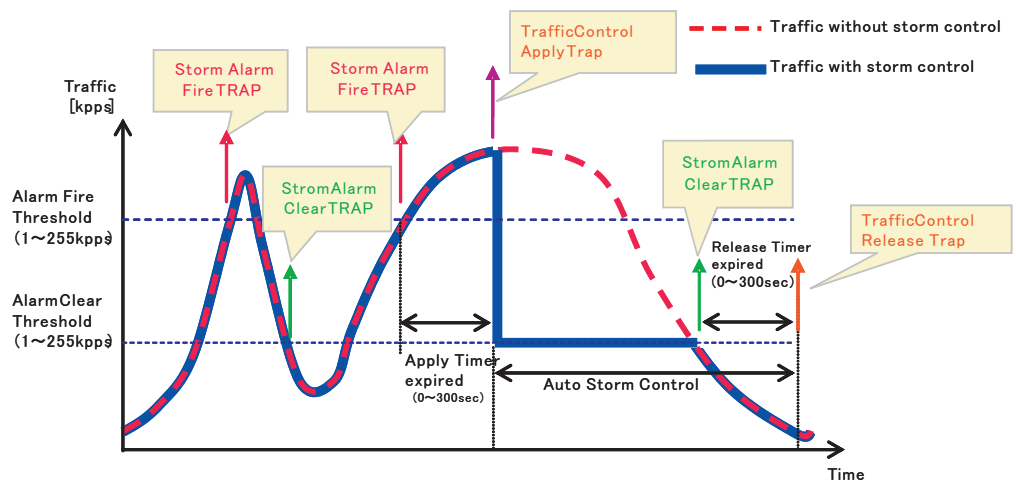 Traffic without storm control
Traffic with storm control
TrafficControl
ApplyTrap
Storm Alarm
FireTRAP
Storm Alarm
FireTRAP
Traffic
[kpps]
StromAlarm
ClearTRAP
StromAlarm
ClearTRAP
Alarm Fire
Threshold
(1～255kpps)
TrafficControl
Release Trap
Release Timer
expired
(0～300sec)
AlarmClear
Threshold
(1～255kpps)
Apply Timer
expired
(0～300sec)
Auto Storm Control
Time